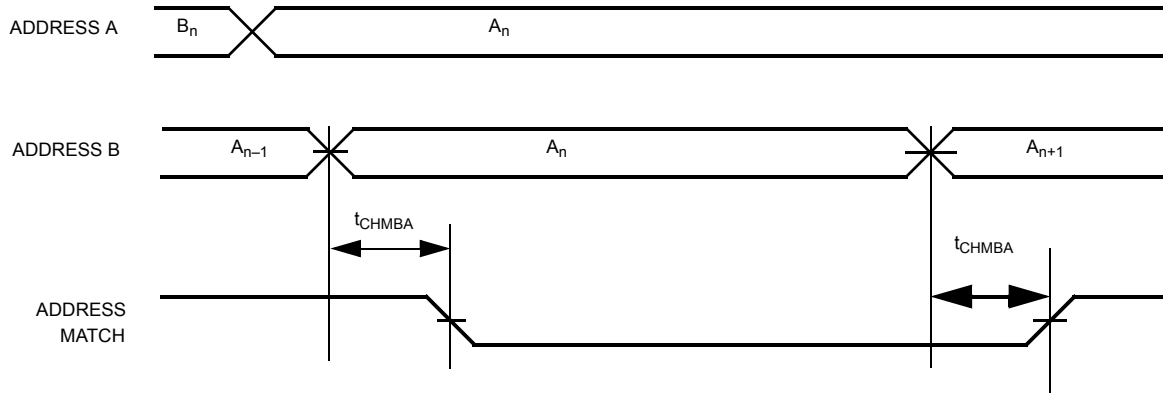 ADDRESS A
Bn
An
ADDRESS B
An–1
An
An+1
tCHMBA
tCHMBA
ADDRESS
MATCH